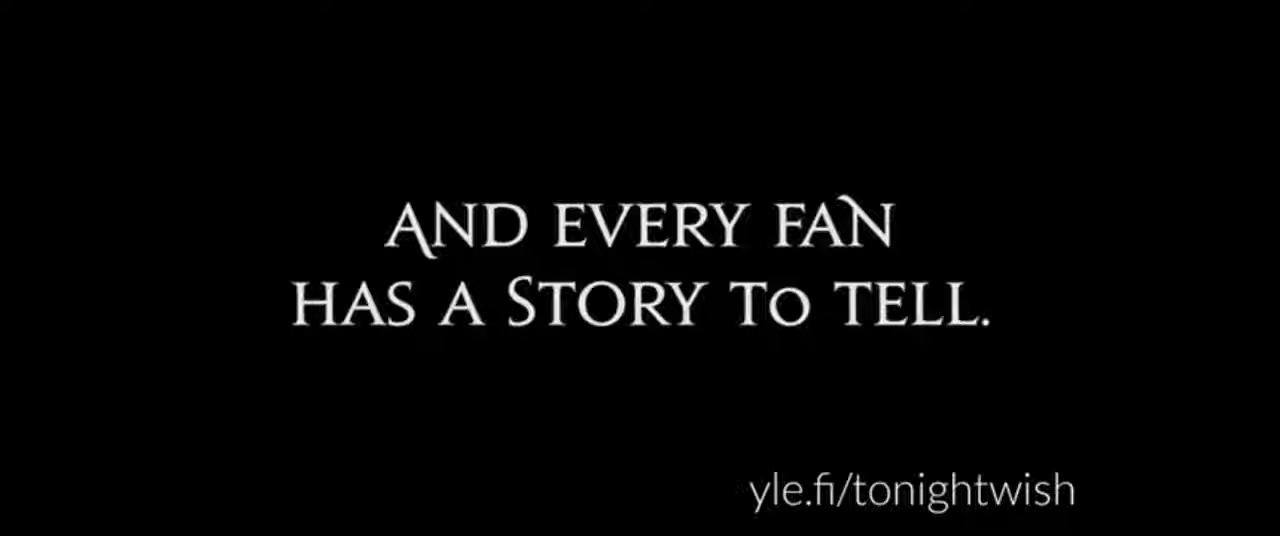 AND EVERY FAN
HAS A STORY TO TELL.
yle.fi/tonightwish